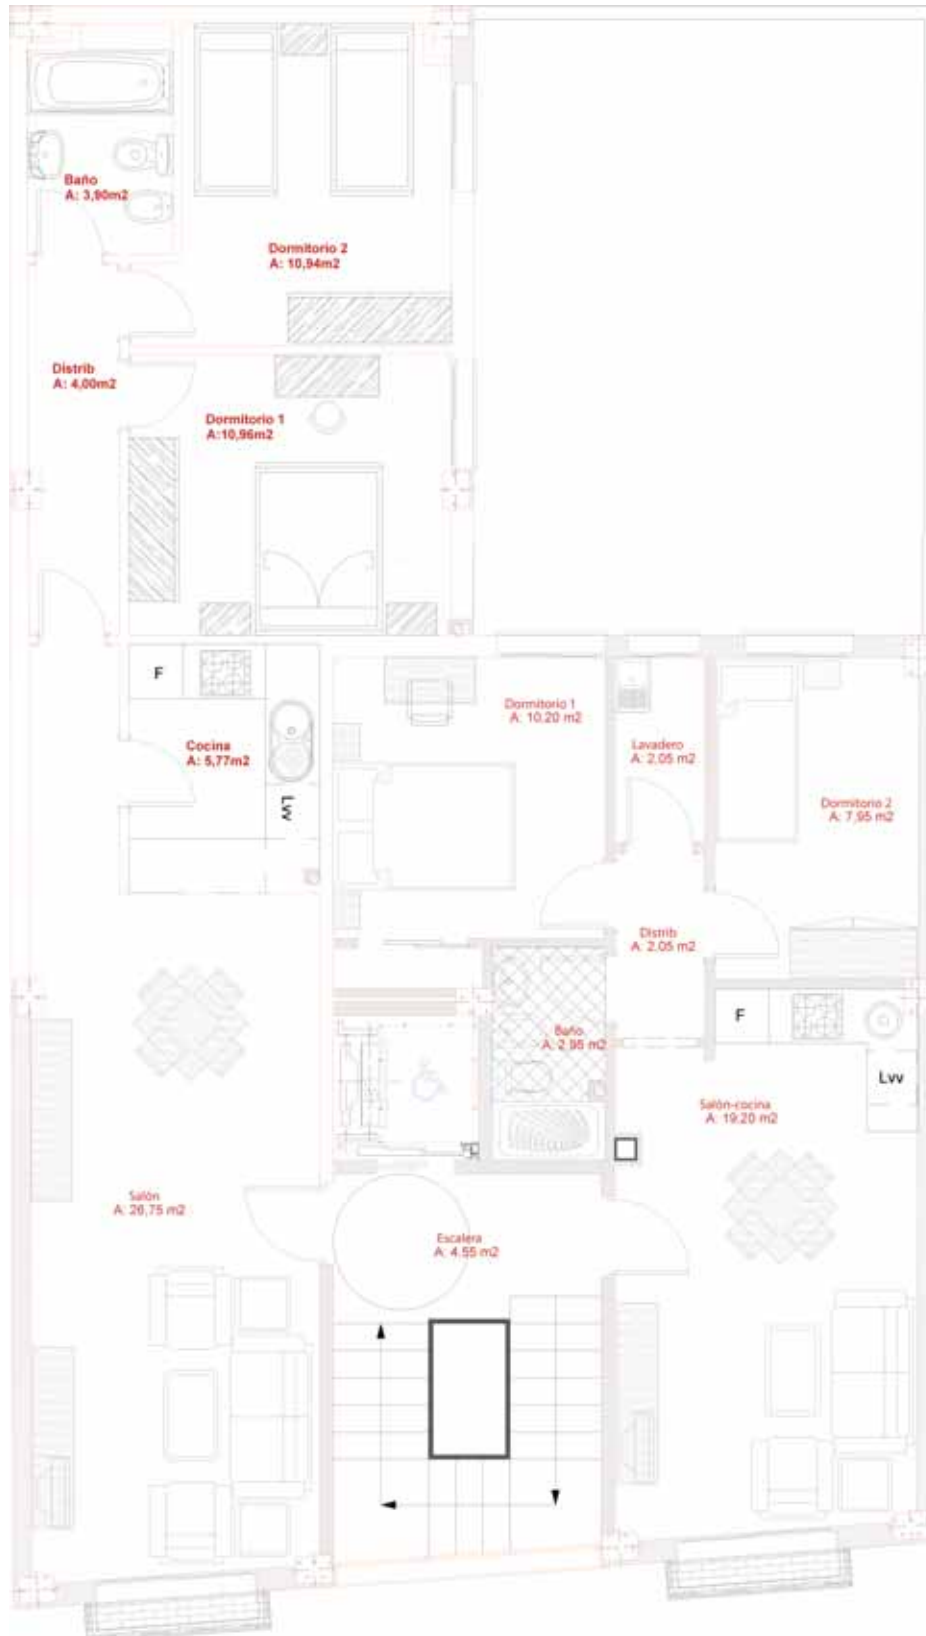 Baño
A: 3,90m2
Dormitorio 2
A: 10,94m2
Distrib
A: 4,00m2
Dormitorio 1
A:10,96m2
F
Cocina
A: 5,77m2
Lvv
Dormitorio 1
A: 10.20 m2
Lavadero
A: 2,05 m2
Dormitorio 2
A: 7,95 m2
Distrib
A: 2,05 m2
F
Baño
A: 2.95 m2
Lvv
Salón-cocina
A: 19,20 m2
Salón
A: 26,75 m2
Escalera
A: 4.55 m2